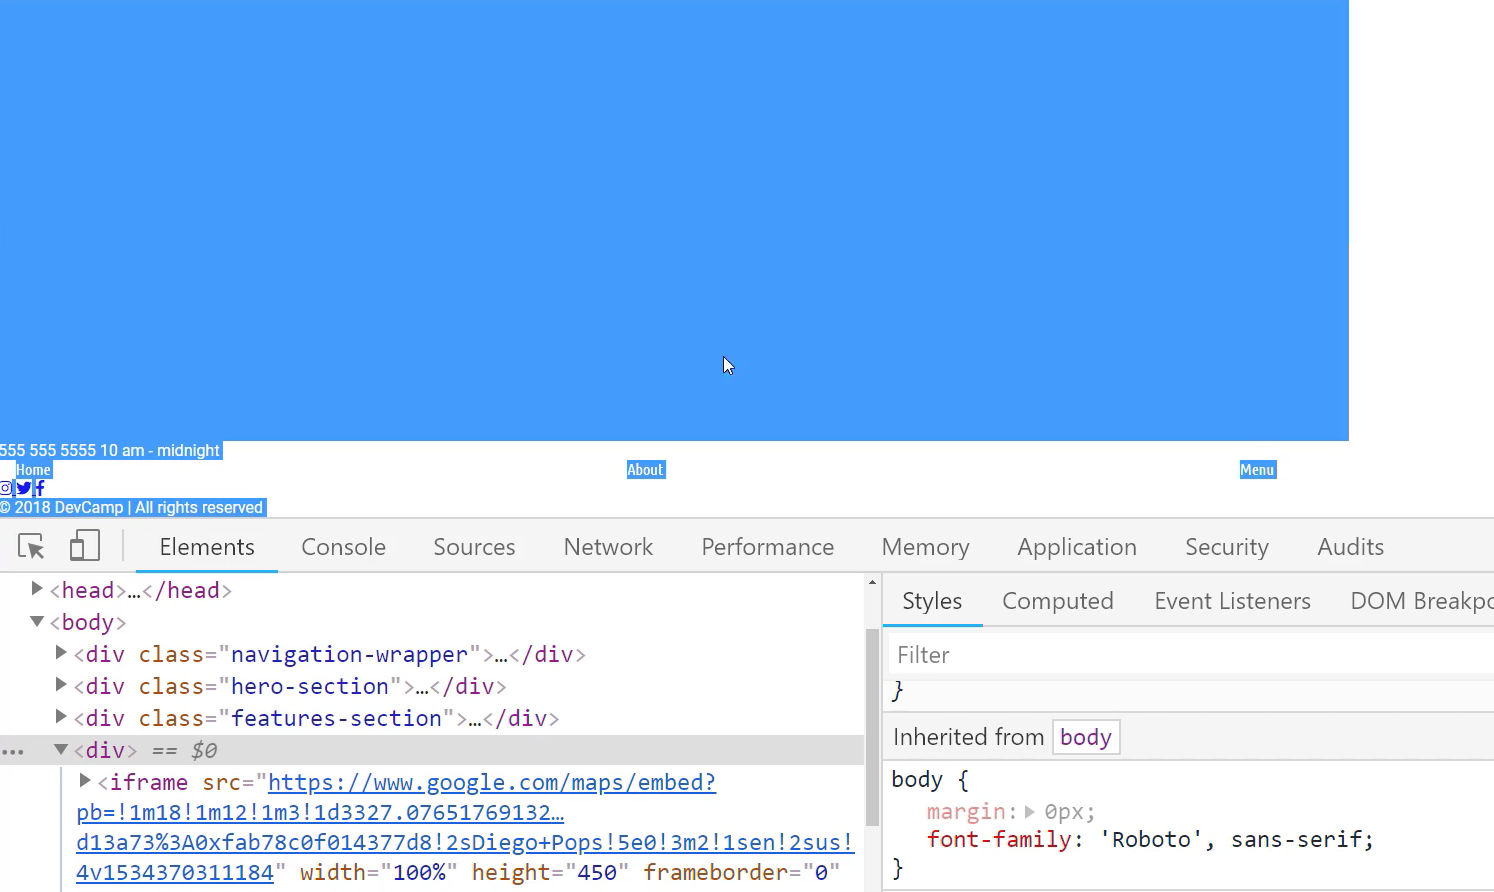 555 555 5555 10 am - midnight
Home About Menu
© 2018 DevCamp | All rights reserved
Elements Console Sources Network Performance Memory Application Security Audits
<head>…</head>
<body>
<div class="navigation-wrapper">…</div>
<div class="hero-section">…</div>
<div class="features-section">…</div>
<div> == $0
<iframe src="https://www.google.com/maps/embed?
pb=!1m18!1m12!1m3!1d3327.07651769132…
d13a73%3A0xfab78c0f014377d8!2sDiego+Pops!5e0!3m2!1sen!2sus!
4v1534370311184" width="100%" height="450" frameborder="0"
Styles Computed Event Listeners DOM Breakpo
Filter
}
Inherited from body
body {
margin: 0px;
font-family: 'Roboto', sans-serif;
}